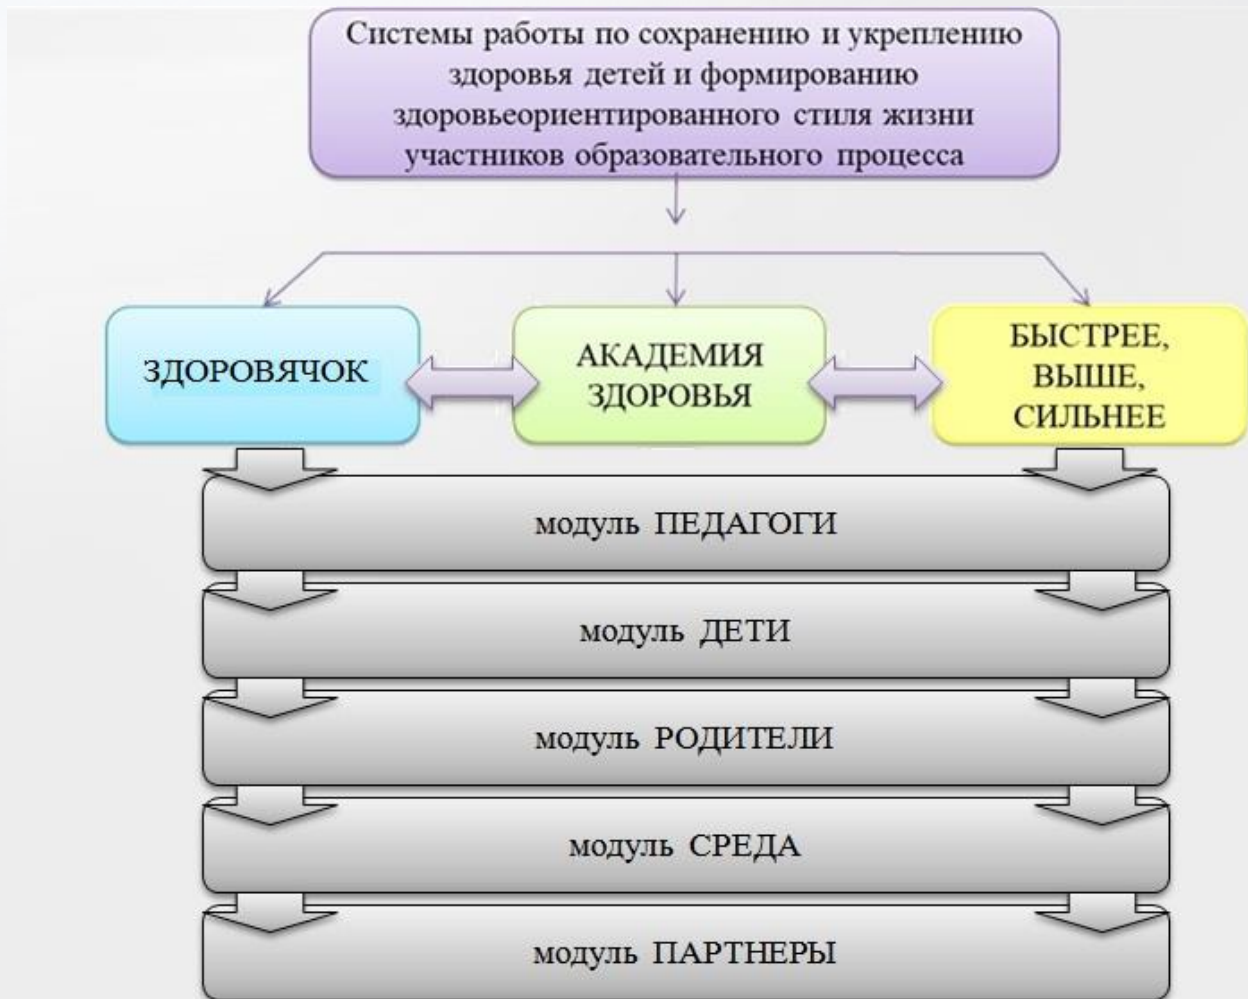 Системы работы по сохранению и укреплению
здоровья детей и формированию
здоровьеориентированного стиля жизни
участников образовательного процесса
ЗДОРОВЯЧОК
АКАДЕМИЯ
ЗДОРОВЬЯ
БЫСТРЕЕ,
ВЫШЕ,
СИЛЬНЕЕ
модуль ПЕДАГОГИ
модуль ДЕТИ
модуль РОДИТЕЛИ
модуль СРЕДА
модуль ПАРТНЕРЫ